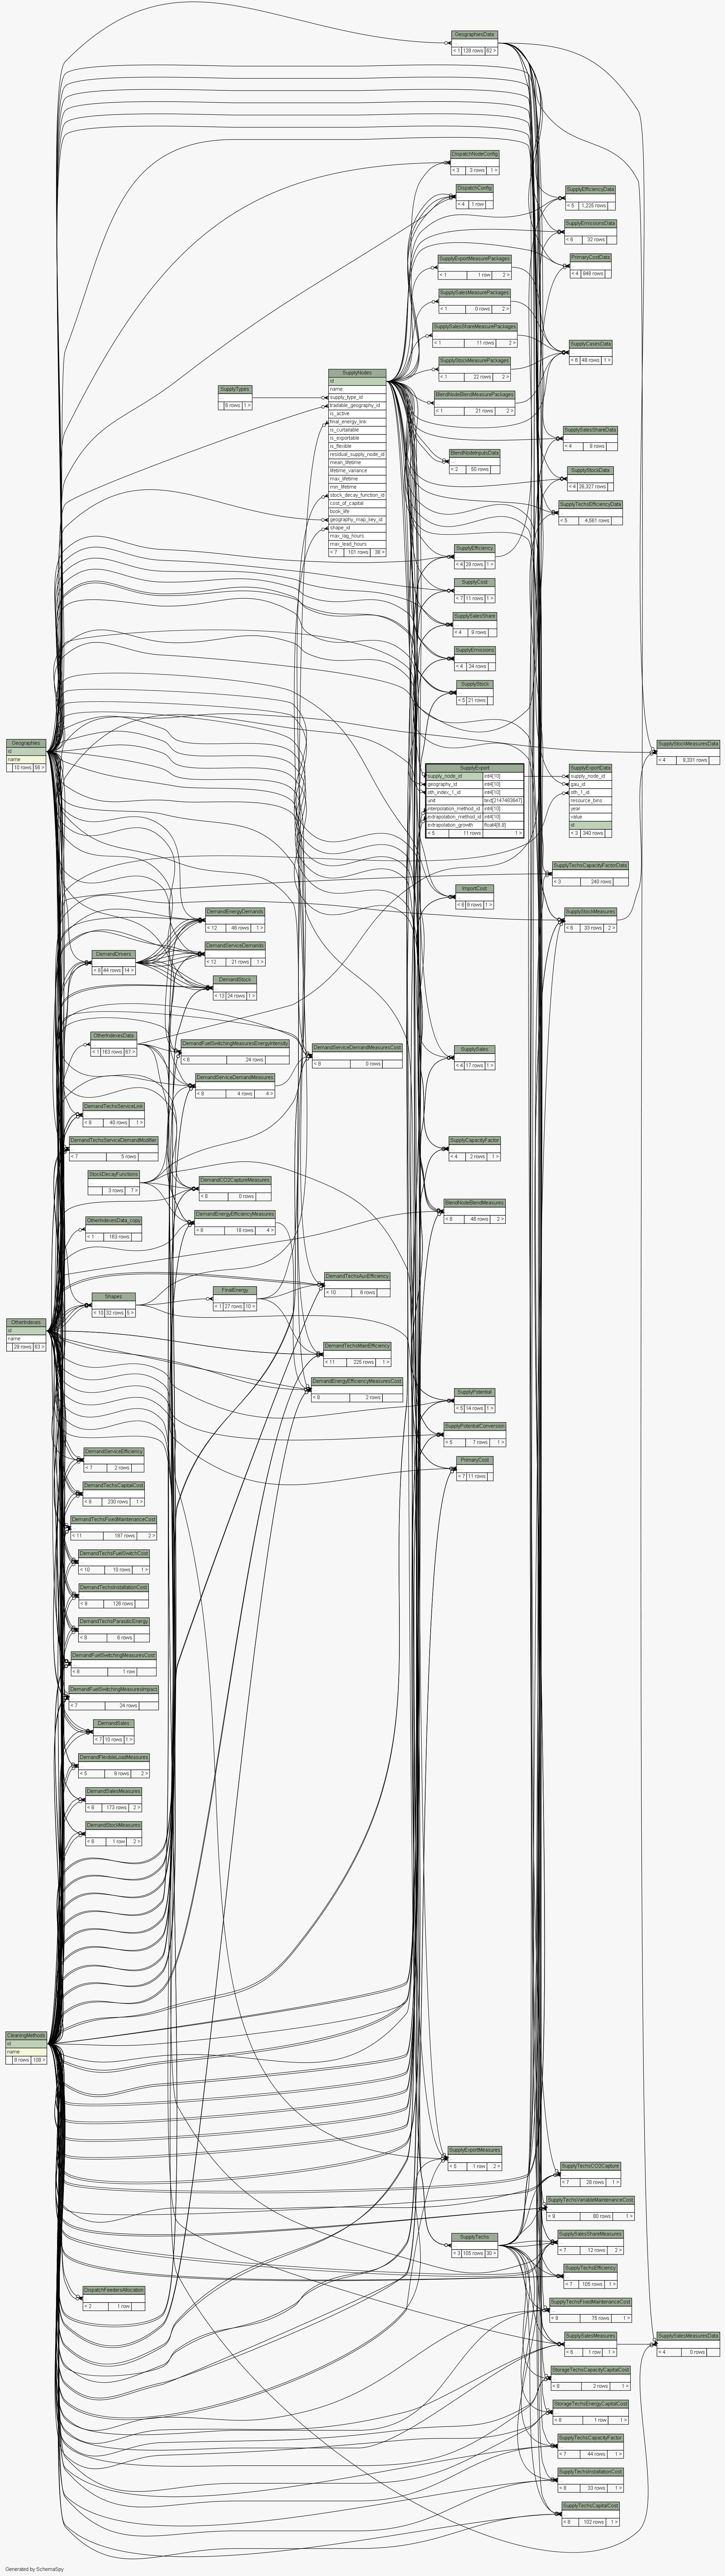 GeographiesData
< 1 138 rows 62 >
DispatchNodeConfig
< 3 3 rows 1 >
DispatchConfig
< 4 1 row
SupplyEfficiencyData
< 5 1,225 rows
SupplyEmissionsData
< 6 32 rows
PrimaryCostData
< 4 848 rows
SupplyExportMeasurePackages
< 1 1 row 2 >
SupplySalesMeasurePackages
< 1 0 rows 2 >
SupplySalesShareMeasurePackages
< 1 11 rows 2 >
SupplyCasesData
< 6 48 rows 1 >
SupplyStockMeasurePackages
< 1 22 rows 2 >
BlendNodeBlendMeasurePackages
< 1 21 rows 2 >
SupplyTypes
6 rows 1 >
SupplyNodes
id
name
supply_type_id
tradable_geography_id
is_active
final_energy_link
is_curtailable
is_exportable
is_flexible
residual_supply_node_id
mean_lifetime
lifetime_variance
max_lifetime
min_lifetime
stock_decay_function_id
cost_of_capital
book_life
geography_map_key_id
shape_id
max_lag_hours
max_lead_hours
< 7 101 rows 38 >
SupplySalesShareData
< 4 9 rows
BlendNodeInputsData
< 2 50 rows
SupplyStockData
< 4 26,327 rows
SupplyTechsEfficiencyData
< 5 4,561 rows
SupplyEfficiency
< 4 29 rows 1 >
SupplyCost
< 7 11 rows 1 >
SupplySalesShare
< 4 9 rows
SupplyEmissions
< 4 24 rows
SupplyStock
< 5 21 rows
Geographies
id
name
10 rows 56 >
SupplyStockMeasuresData
< 4 9,331 rows
SupplyExport
supply_node_id int4[10]
geography_id int4[10]
oth_index_1_id int4[10]
unit text[2147483647]
interpolation_method_id int4[10]
extrapolation_method_id int4[10]
extrapolation_growth float4[8,8]
< 5 11 rows 1 >
SupplyExportData
supply_node_id
gau_id
oth_1_id
resource_bins
year
value
id
< 3 340 rows
SupplyTechsCapacityFactorData
< 3 240 rows
ImportCost
< 6 9 rows 1 >
SupplyStockMeasures
< 6 33 rows 2 >
DemandEnergyDemands
< 12 46 rows 1 >
DemandServiceDemands
< 12 21 rows 1 >
DemandDrivers
< 8 44 rows 14 >
DemandStock
< 13 24 rows 1 >
OtherIndexesData
< 1 163 rows 67 >
DemandFuelSwitchingMeasuresEnergyIntensity
< 6 24 rows
DemandServiceDemandMeasuresCost
< 8 0 rows
SupplySales
< 4 17 rows 1 >
DemandServiceDemandMeasures
< 8 4 rows 4 >
DemandTechsServiceLink
< 8 40 rows 1 >
DemandTechsServiceDemandModifier
< 7 5 rows
SupplyCapacityFactor
< 4 2 rows 1 >
StockDecayFunctions
3 rows 7 >
DemandCO2CaptureMeasures
< 8 0 rows
BlendNodeBlendMeasures
< 6 46 rows 2 >
OtherIndexesData_copy
< 1 163 rows
DemandEnergyEfficiencyMeasures
< 8 18 rows 4 >
DemandTechsAuxEfficiency
< 10 6 rows
Shapes
< 10 32 rows 5 >
FinalEnergy
< 1 27 rows 10 >
OtherIndexes
id
name
29 rows 63 >
DemandTechsMainEfficiency
< 11 225 rows 1 >
DemandEnergyEfficiencyMeasuresCost
< 6 2 rows
SupplyPotential
< 5 14 rows 1 >
SupplyPotentialConversion
< 5 7 rows 1 >
DemandServiceEfficiency
< 7 2 rows
PrimaryCost
< 7 11 rows
DemandTechsCapitalCost
< 8 230 rows 1 >
DemandTechsFixedMaintenanceCost
< 11 187 rows 2 >
DemandTechsFuelSwitchCost
< 10 10 rows 1 >
DemandTechsInstallationCost
< 8 126 rows
DemandTechsParasiticEnergy
< 8 6 rows
DemandFuelSwitchingMeasuresCost
< 8 1 row
DemandFuelSwitchingMeasuresImpact
< 7 24 rows
DemandSales
< 7 10 rows 1 >
DemandFlexibleLoadMeasures
< 5 9 rows 2 >
DemandSalesMeasures
< 8 173 rows 2 >
DemandStockMeasures
< 6 1 row 2 >
CleaningMethods
id
name
8 rows 108 >
SupplyExportMeasures
< 5 1 row 2 >
SupplyTechsCO2Capture
< 7 28 rows 1 >
SupplyTechsVariableMaintenanceCost
< 9 80 rows 1 >
SupplyTechs
< 3 105 rows 30 >
SupplySalesShareMeasures
< 7 12 rows 2 >
SupplyTechsEfficiency
< 7 105 rows 1 >
DispatchFeedersAllocation
< 2 1 row
SupplyTechsFixedMaintenanceCost
< 9 75 rows 1 >
SupplySalesMeasures
< 6 1 row 1 >
SupplySalesMeasuresData
< 4 0 rows
StorageTechsCapacityCapitalCost
< 8 2 rows 1 >
StorageTechsEnergyCapitalCost
< 8 1 row 1 >
SupplyTechsCapacityFactor
< 7 44 rows 1 >
SupplyTechsInstallationCost
< 8 33 rows 1 >
SupplyTechsCapitalCost
< 8 102 rows 1 >
Generated by SchemaSpy